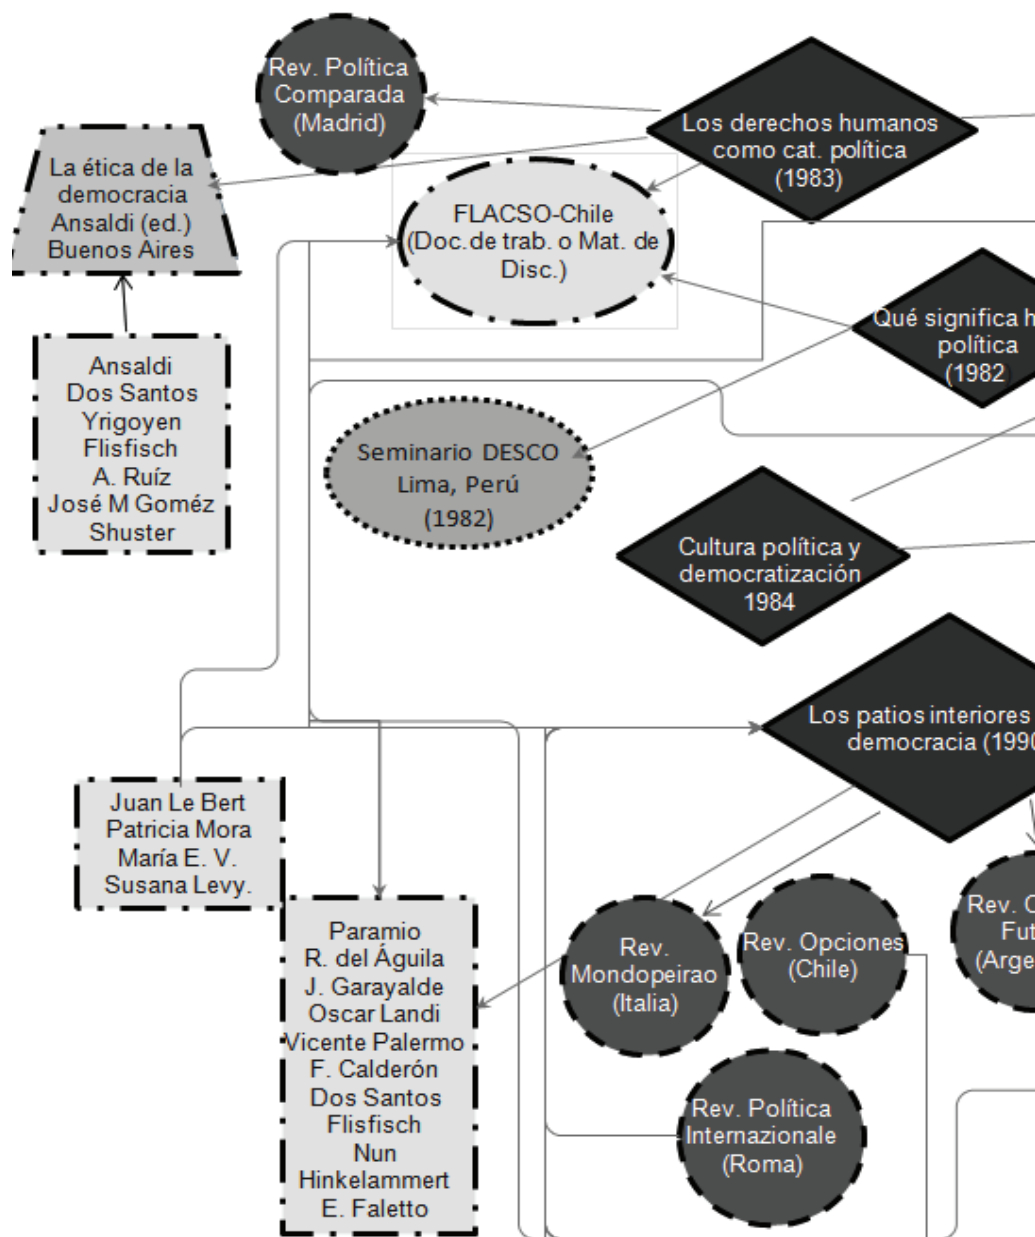 Rev. Política
Comparada
(Madrid)
Los derechos humanos
como cat. política
(1983)
La ética de la
democracia
Ansaldi (ed.)
Buenos Aires
FLACSO-Chile
(Doc. de trab. o Mat. de
Disc.)
Qué significa
política
(1982)
Ansaldi
Dos Santos
Yrigoyen
Flisfisch
A. Ruíz
José M Goméz
Shuster
Seminario DESCO
Lima, Perú
(1982)
Cultura política y
democratización
1984
Los patios interiores
democracia (1990
Juan Le Bert
Patricia Mora
María E. V.
Susana Levy.
Paramio
R. del Águila
J. Garayalde
Oscar Landi
Vicente Palermo
F. Calderón
Dos Santos
Flisfisch
Nun
Hinkelammert
E. Faletto
Rev.
Mondopeirao
(Italia)
Rev. Opciones
(Chile)
Rev.
Rev. Política
Internazionale
(Roma)